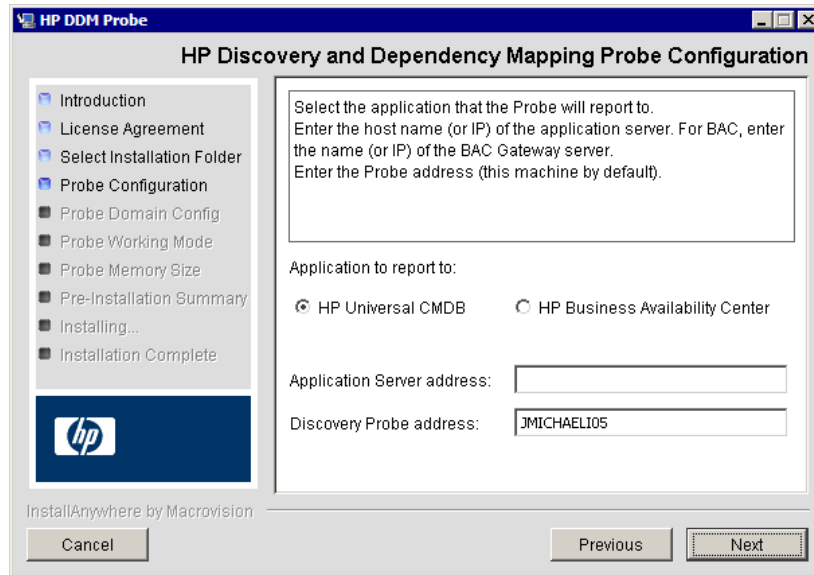 HP DDM Probe
HP Discovery and Dependency Mapping Probe Configuration
Introduction
License Agreement
Select Installation Folder
Probe Configuration
Probe Domain Config
Probe Working Mode
Probe Memory Size
Pre-Installation Summary
Installing...
Installation Complete
hp
Select the application that the Probe will report to.
Enter the host name (or IP) of the application server. For BAC, enter
the name (or IP) of the BAC Gateway server.
Enter the Probe address (this machine by default).
Application to report to:
HP Universal CMDB HP Business Availability Center
Application Server address:
Discovery Probe address: JMICHAELI05
InstallAnywhere by Macrovision
Cancel Previous Next